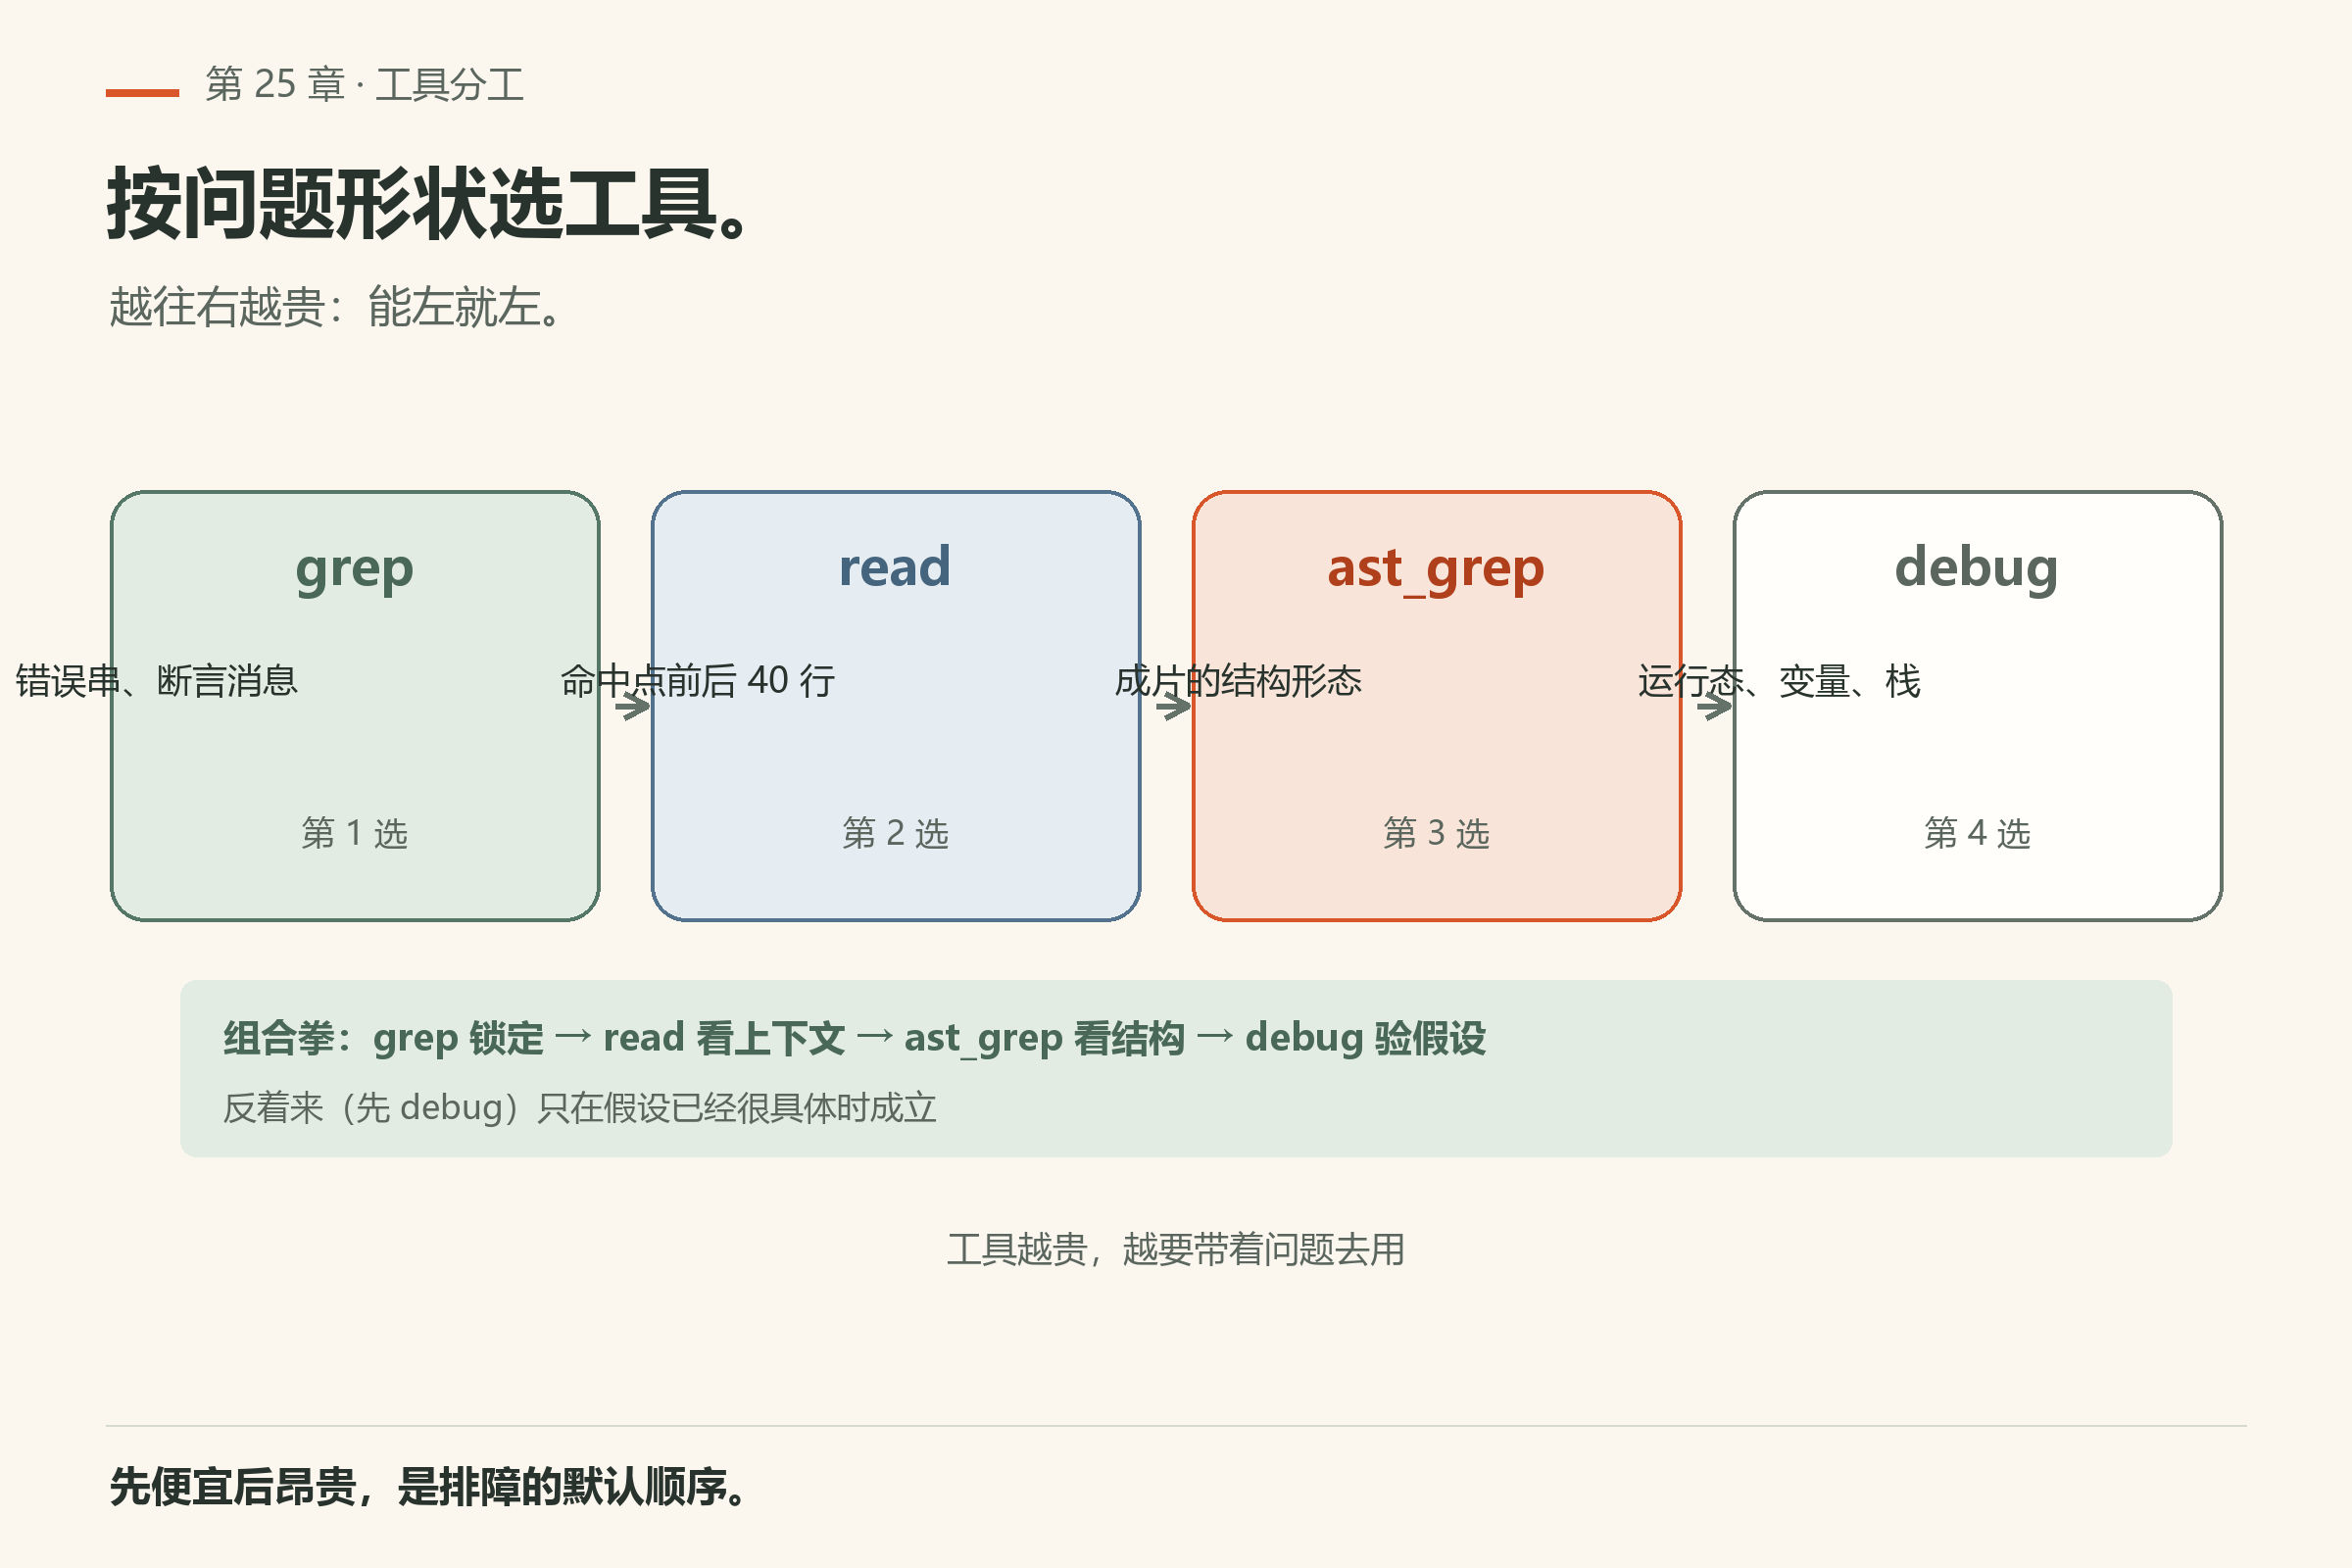 第 25 章 · 工具分工
按问题形状选工具。
越往右越贵：能左就左。
grep
错误串、断言消息
第 1 选
read
命中点前后 40 行
第 2 选
ast_grep
成片的结构形态
第 3 选
debug
运行态、变量、栈
第 4 选
组合拳：grep 锁定 → read 看上下文 → ast_grep 看结构 → debug 验假设
反着来（先 debug）只在假设已经很具体时成立
工具越贵，越要带着问题去用
先便宜后昂贵，是排障的默认顺序。